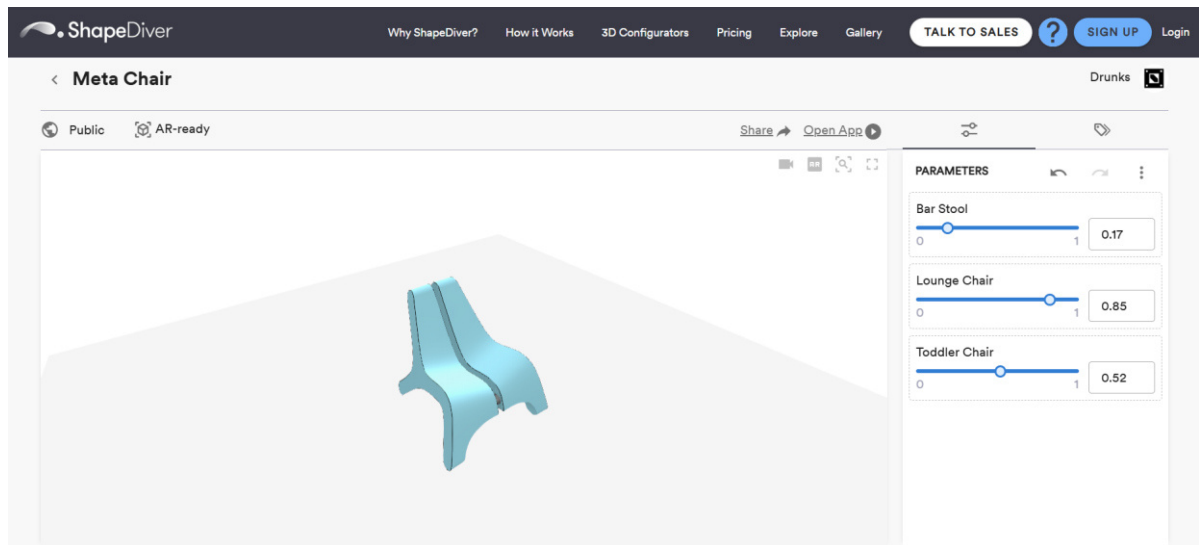 ShapeDiver Why ShapeDiver? How it Works 3D Configurators Pricing Explore Gallery TALK TO SALES ? SIGN UP Login
< Meta Chair Drunks
Public AR-ready Share Open App
PARAMETERS
Bar Stool
0 1 0.17
Lounge Chair
0 1 0.85
Toddler Chair
0 1 0.52